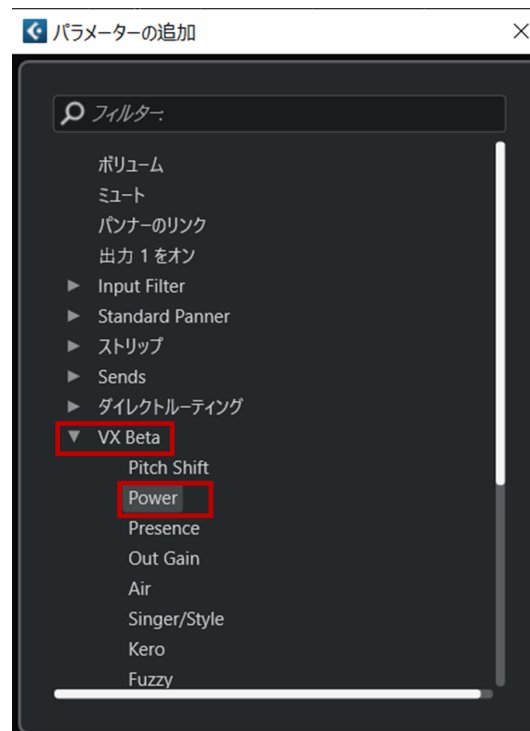 パラメーターの追加
フィルター:
ボリューム
ミュート
パンナーのリンク
出力 1 をオン
Input Filter
Standard Panner
ストリップ
Sends
ダイレクトルーティング
VX Beta
Pitch Shift
Power
Presence
Out Gain
Air
Singer/Style
Kero
Fuzzy